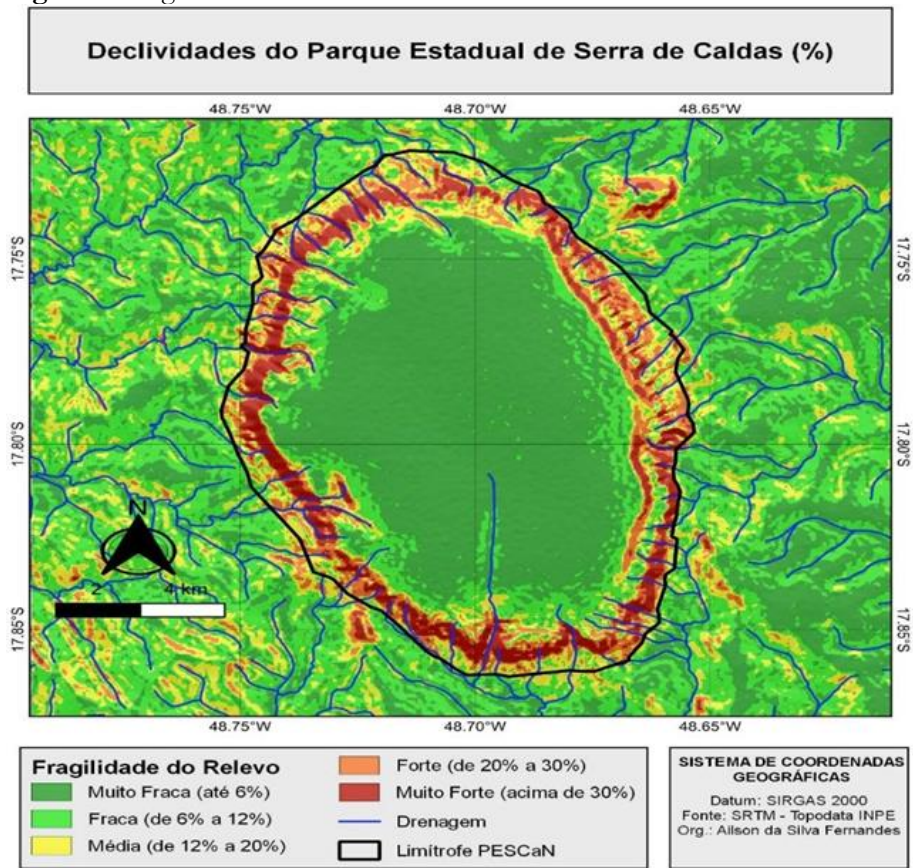 Declividades do Parque Estadual de Serra de Caldas (%)
48.75°W 48.70°W 48.65°W
17.75°S 17.75°S
17.80°S 17.80°S
N
2 4 km
17.85°S 17.85°S
48.75°W 48.70°W 48.65°W
Fragilidade do Relevo
Muito Fraca (até 6%)
Fraca (de 6% a 12%)
Média (de 12% a 20%)
Forte (de 20% a 30%)
Muito Forte (acima de 30%)
Drenagem
Limítrofe PESCaN
SISTEMA DE COORDENADAS
GEOGRÁFICAS
Datum: SIRGAS 2000
Fonte: SRTM - Topodata INPE
Org.: Ailson da Silva Fernandes